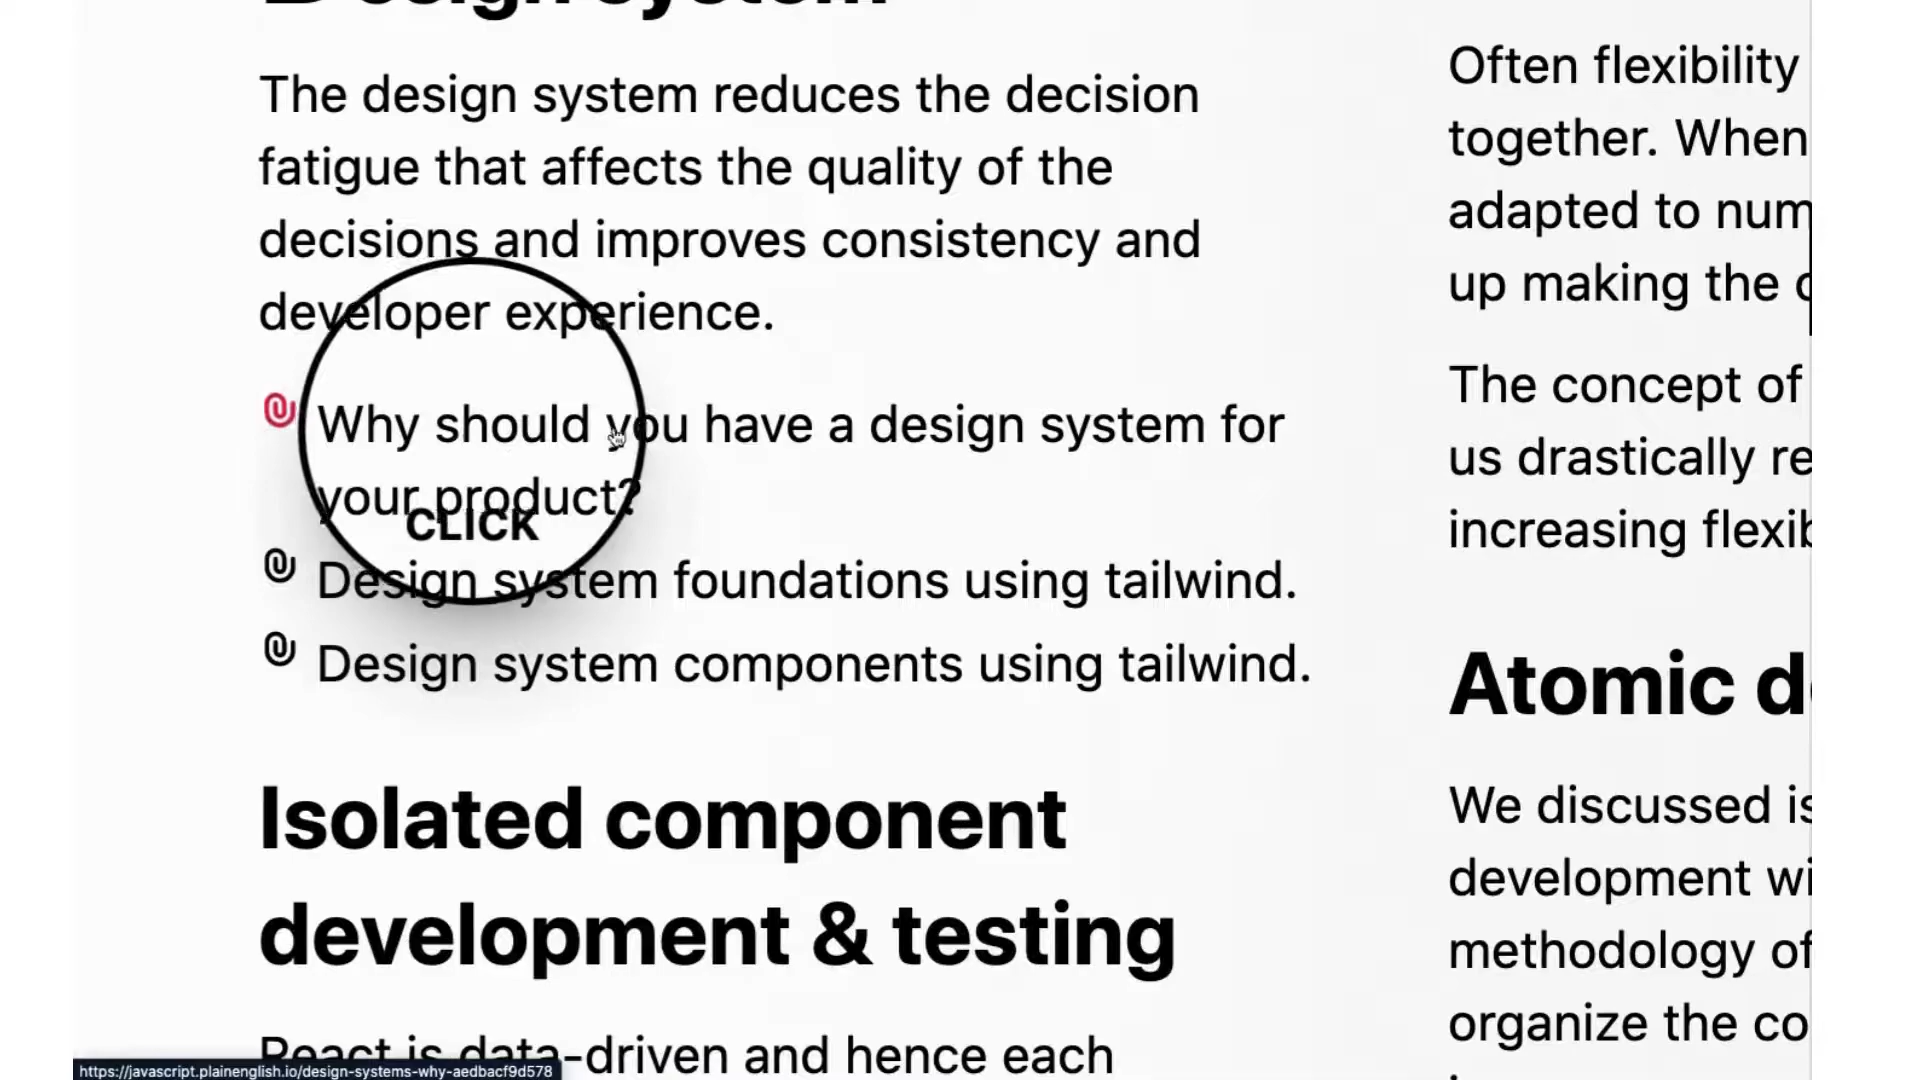 Design system
The design system reduces the decision
fatigue that affects the quality of the
decisions and improves consistency and
developer experience.
Why should you have a design system for
your product?
CLICK
Design system foundations using tailwind.
Design system components using tailwind.
Isolated component
development & testing
React is data-driven and hence each
Often flexibility
together. When
adapted to num
up making the
The concept of
us drastically re
increasing flexib
Atomic d
We discussed is
development wi
methodology of
organize the co
https://javascript.plainenglish.io/design-systems-why-aedbacf9d578